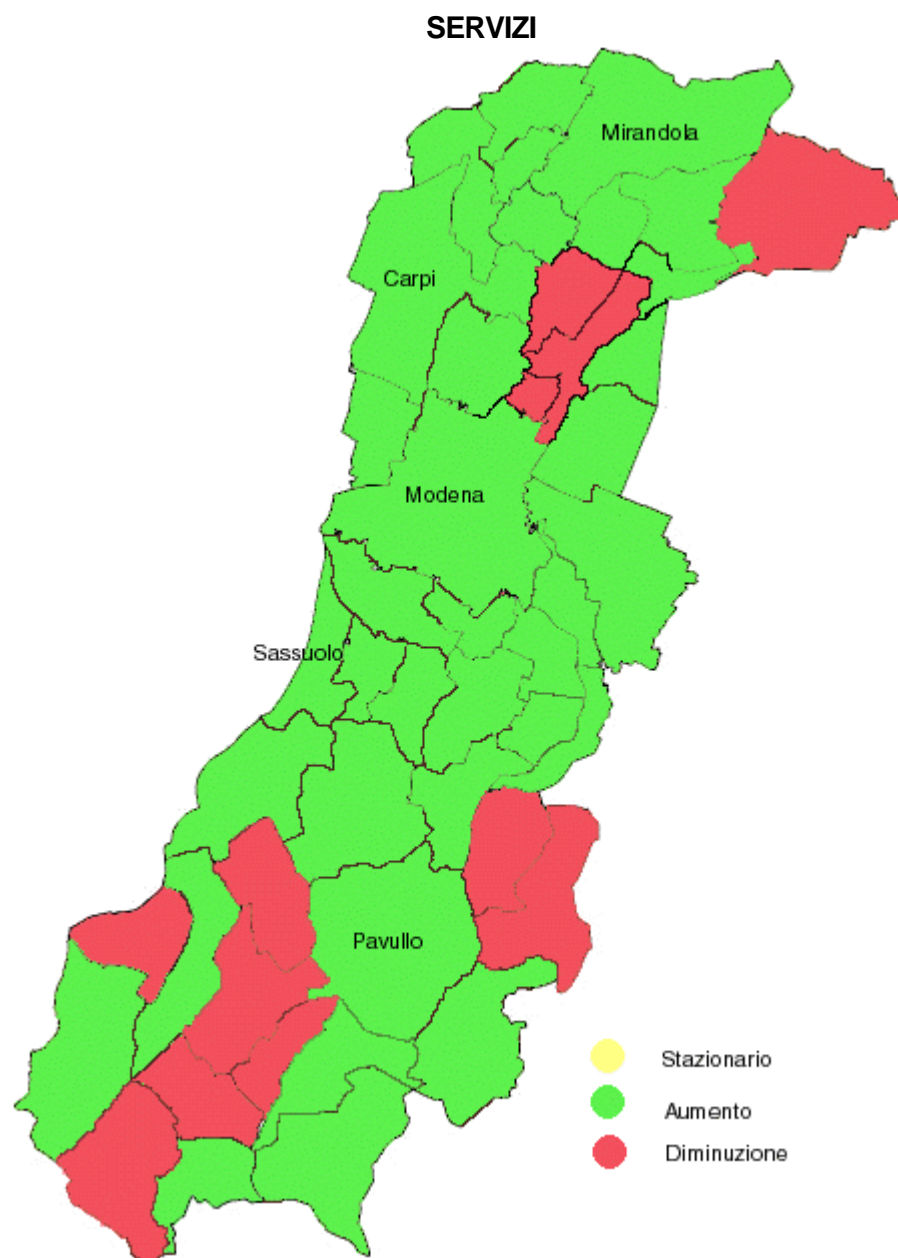 SERVIZI
Mirandola
Carpi
Modena
Sassuolo
Pavullo
Stazionario
Aumento
Diminuzione